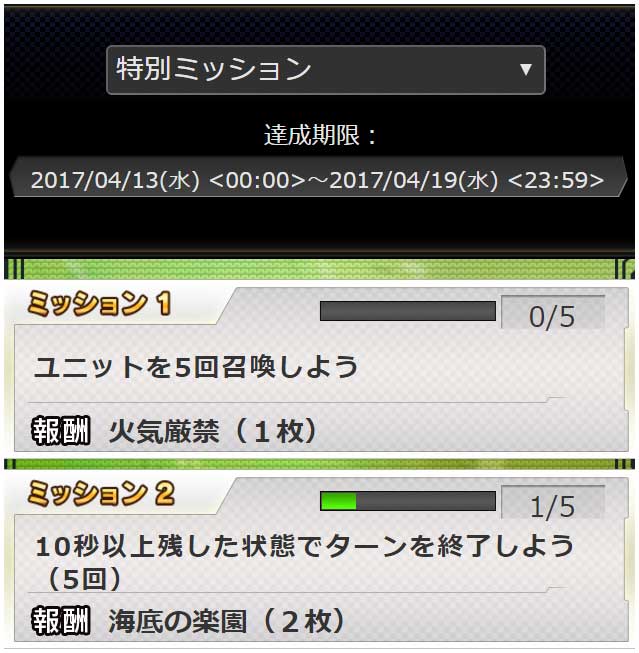 特別ミッション ▼
達成期限：
2017/04/13(水) <00:00>～2017/04/19(水) <23:59>
ミッション 1
0/5
ユニットを5回召喚しよう
報酬 火気厳禁（１枚）
ミッション 2
1/5
10秒以上残した状態でターンを終了しよう
（5回）
報酬 海底の楽園（２枚）